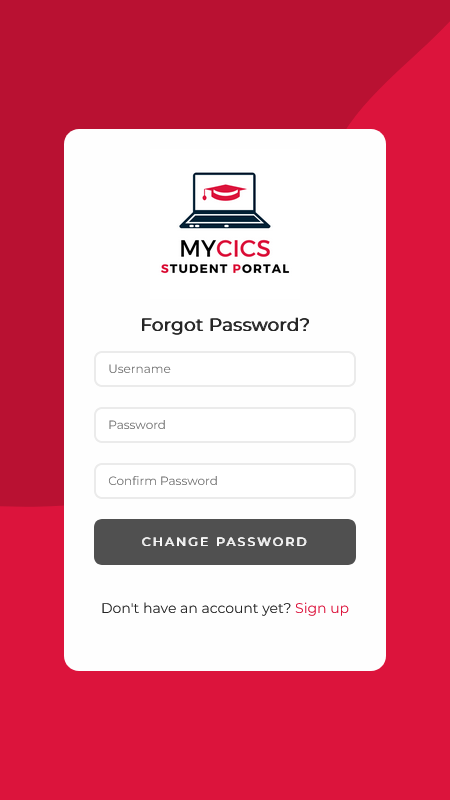 MYCICS
STUDENT PORTAL
Forgot Password?
Username
Password
Confirm Password
CHANGE PASSWORD
Don't have an account yet? Sign up